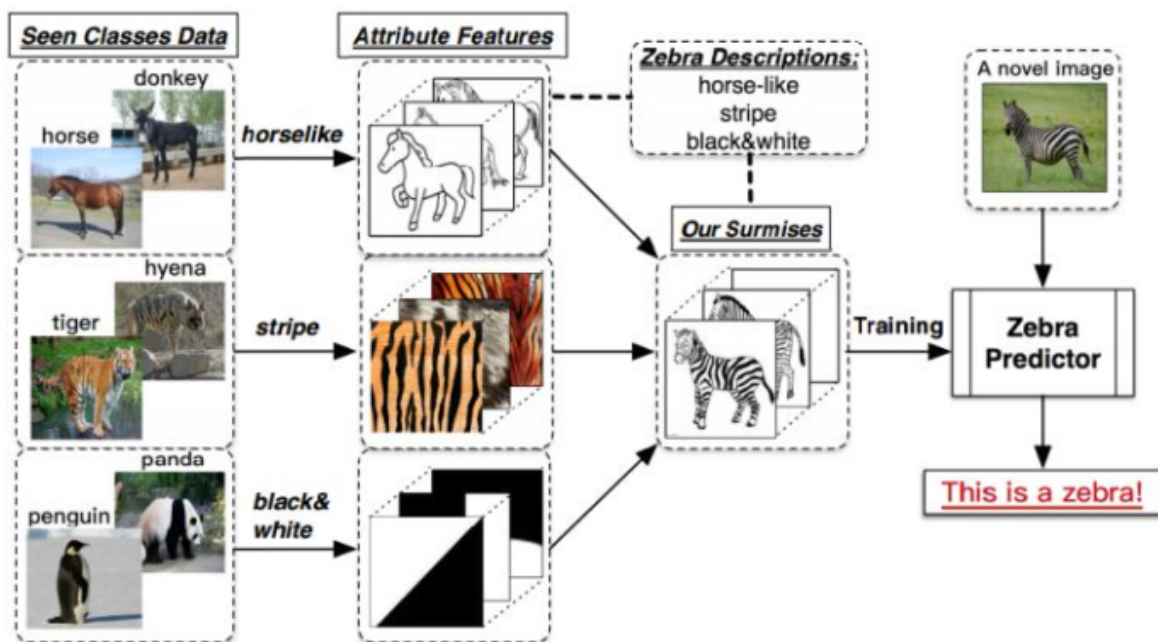 Seen Classes Data
Attribute Features
Zebra Descriptions:
horse-like
stripe
black&white
A novel image
donkey
horse
horselike
Our Surmises
hyena
tiger
stripe
Training
Zebra
Predictor
panda
penguin
black&
white
This is a zebra!